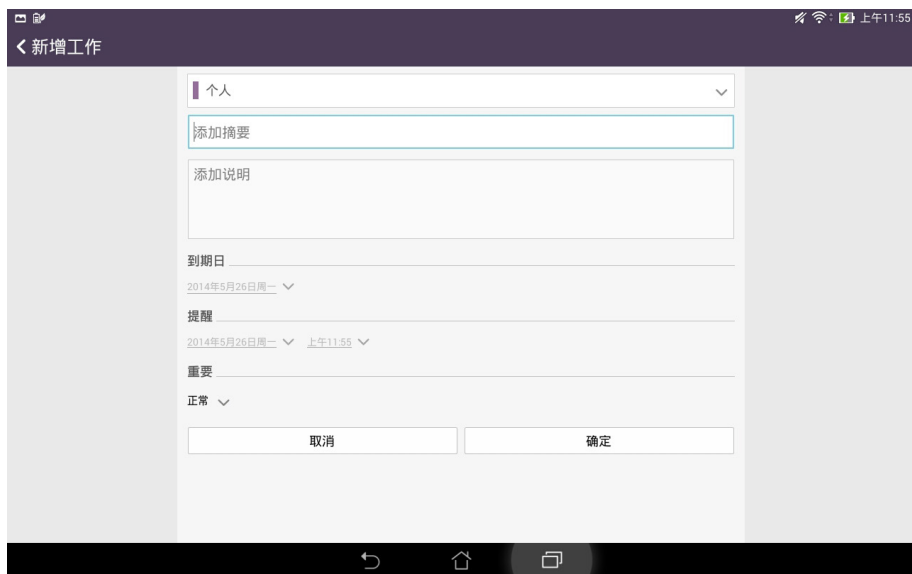 上午11:55
新增工作
个人
添加摘要
添加说明
到期日
2014年5月26日周一
提醒
2014年5月26日周一 上午11:55
重要
正常
取消 确定